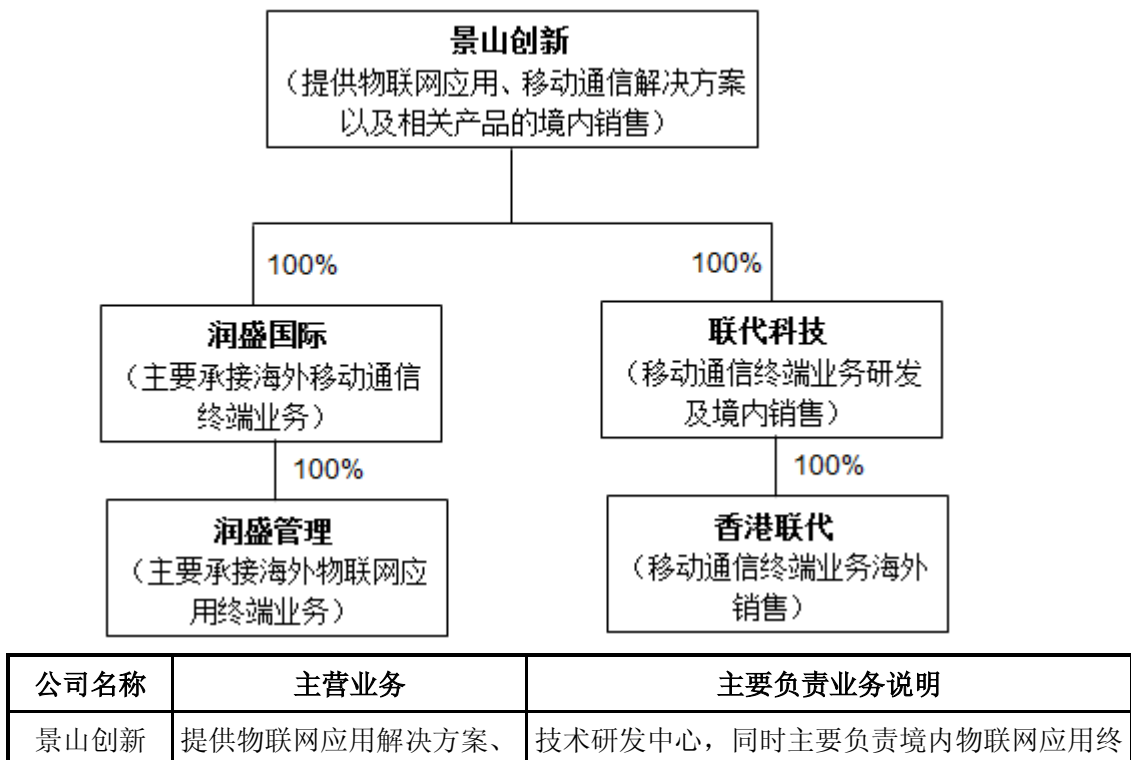 景山创新
（提供物联网应用、移动通信解决方案
以及相关产品的境内销售）
100%
100%
润盛国际
（主要承接海外移动通信
终端业务）
联代科技
（移动通信终端业务研发
及境内销售）
100%
100%
润盛管理
（主要承接海外物联网应
用终端业务）
香港联代
（移动通信终端业务海外
销售）
公司名称 主营业务 主要负责业务说明
景山创新 提供物联网应用解决方案、 技术研发中心，同时主要负责境内物联网应用终